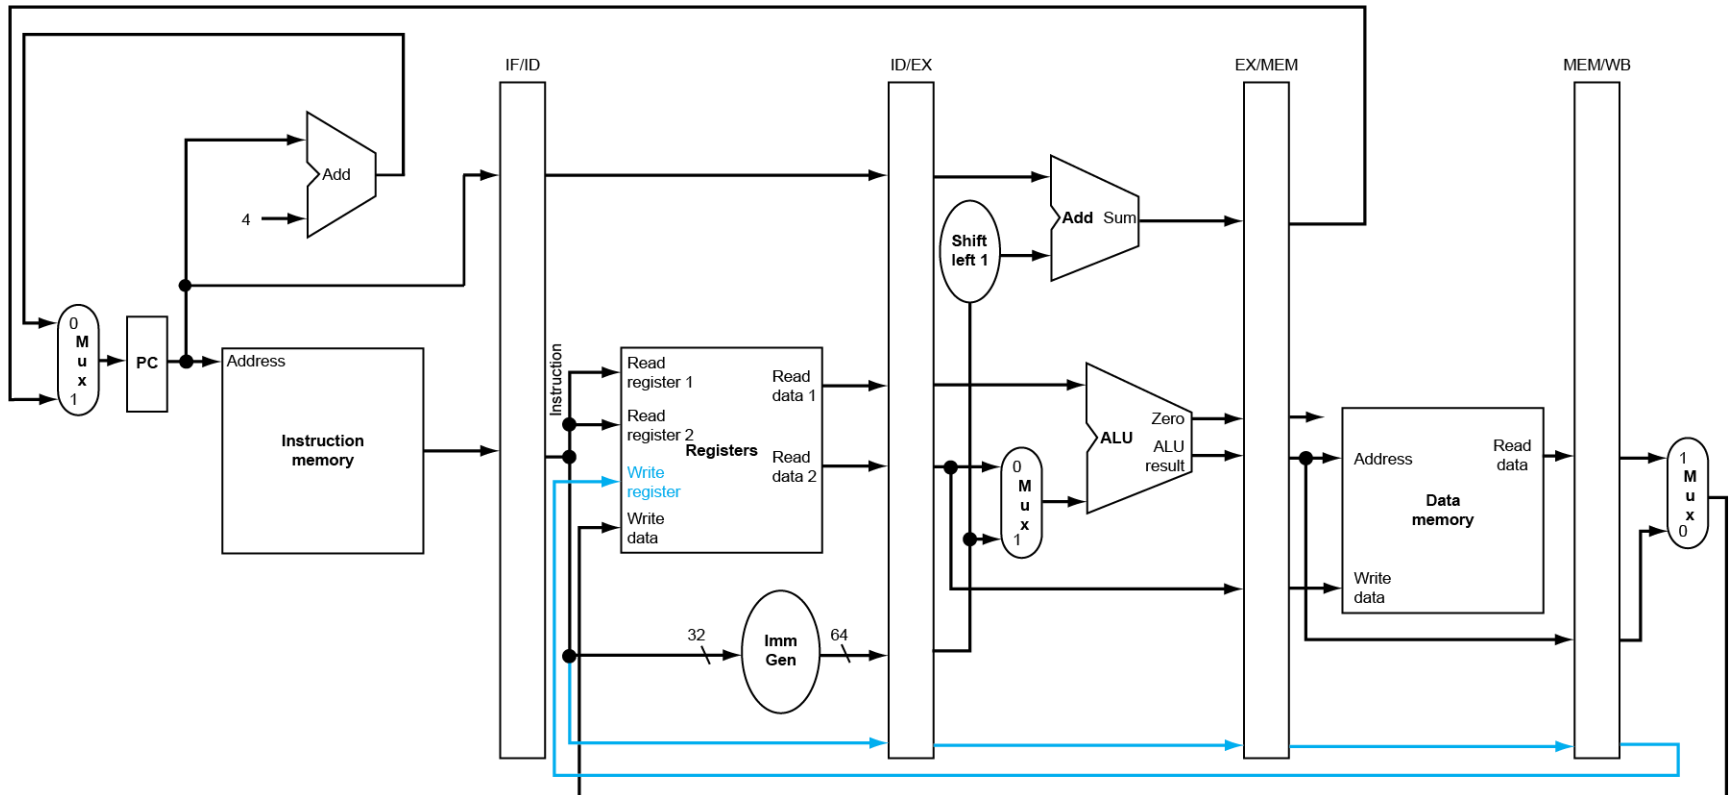 IF/ID
ID/EX
EX/MEM
MEM/WB
Add
4
Add Sum
Shift
left 1
0
M
u
x
1
PC
Address
Instruction
memory
Instruction
Read
register 1
Read
register 2
Write
register
Write
data
Registers
Read
data 1
Read
data 2
0
M
u
x
1
Zero
ALU
ALU
result
Address
Read
data
Data
memory
Write
data
1
M
u
x
0
32
Imm
Gen
64